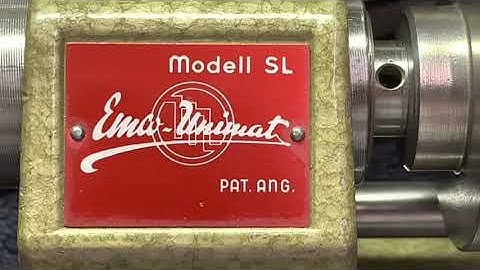 Modell SL
Emco-Unimat
PAT. ANG.